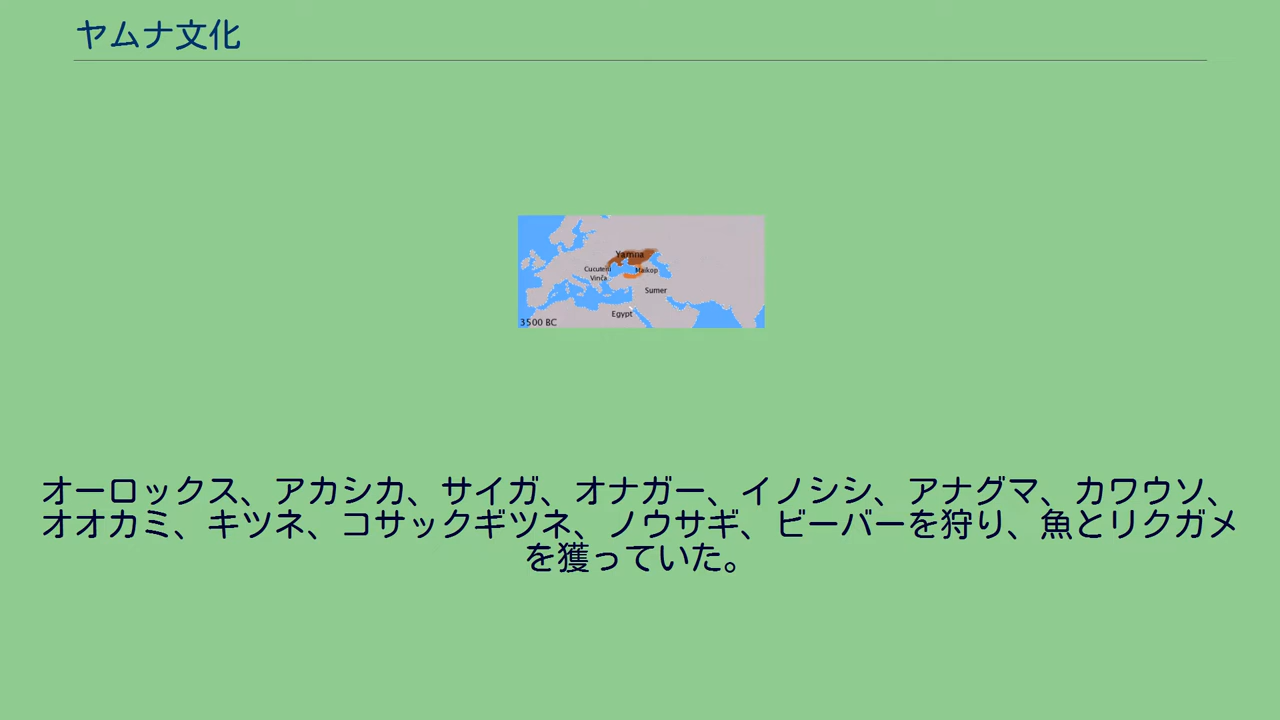 ヤムナ文化
Yamna
Cucuteni
Maikop
Vinča
Sumer
Egypt
3500 BC
オーロックス、アカシカ、サイガ、オナガー、イノシシ、アナグマ、カワウソ、
オオカミ、キツネ、コサックギツネ、ノウサギ、ビーバーを狩り、魚とリクガメ
を獲っていた。